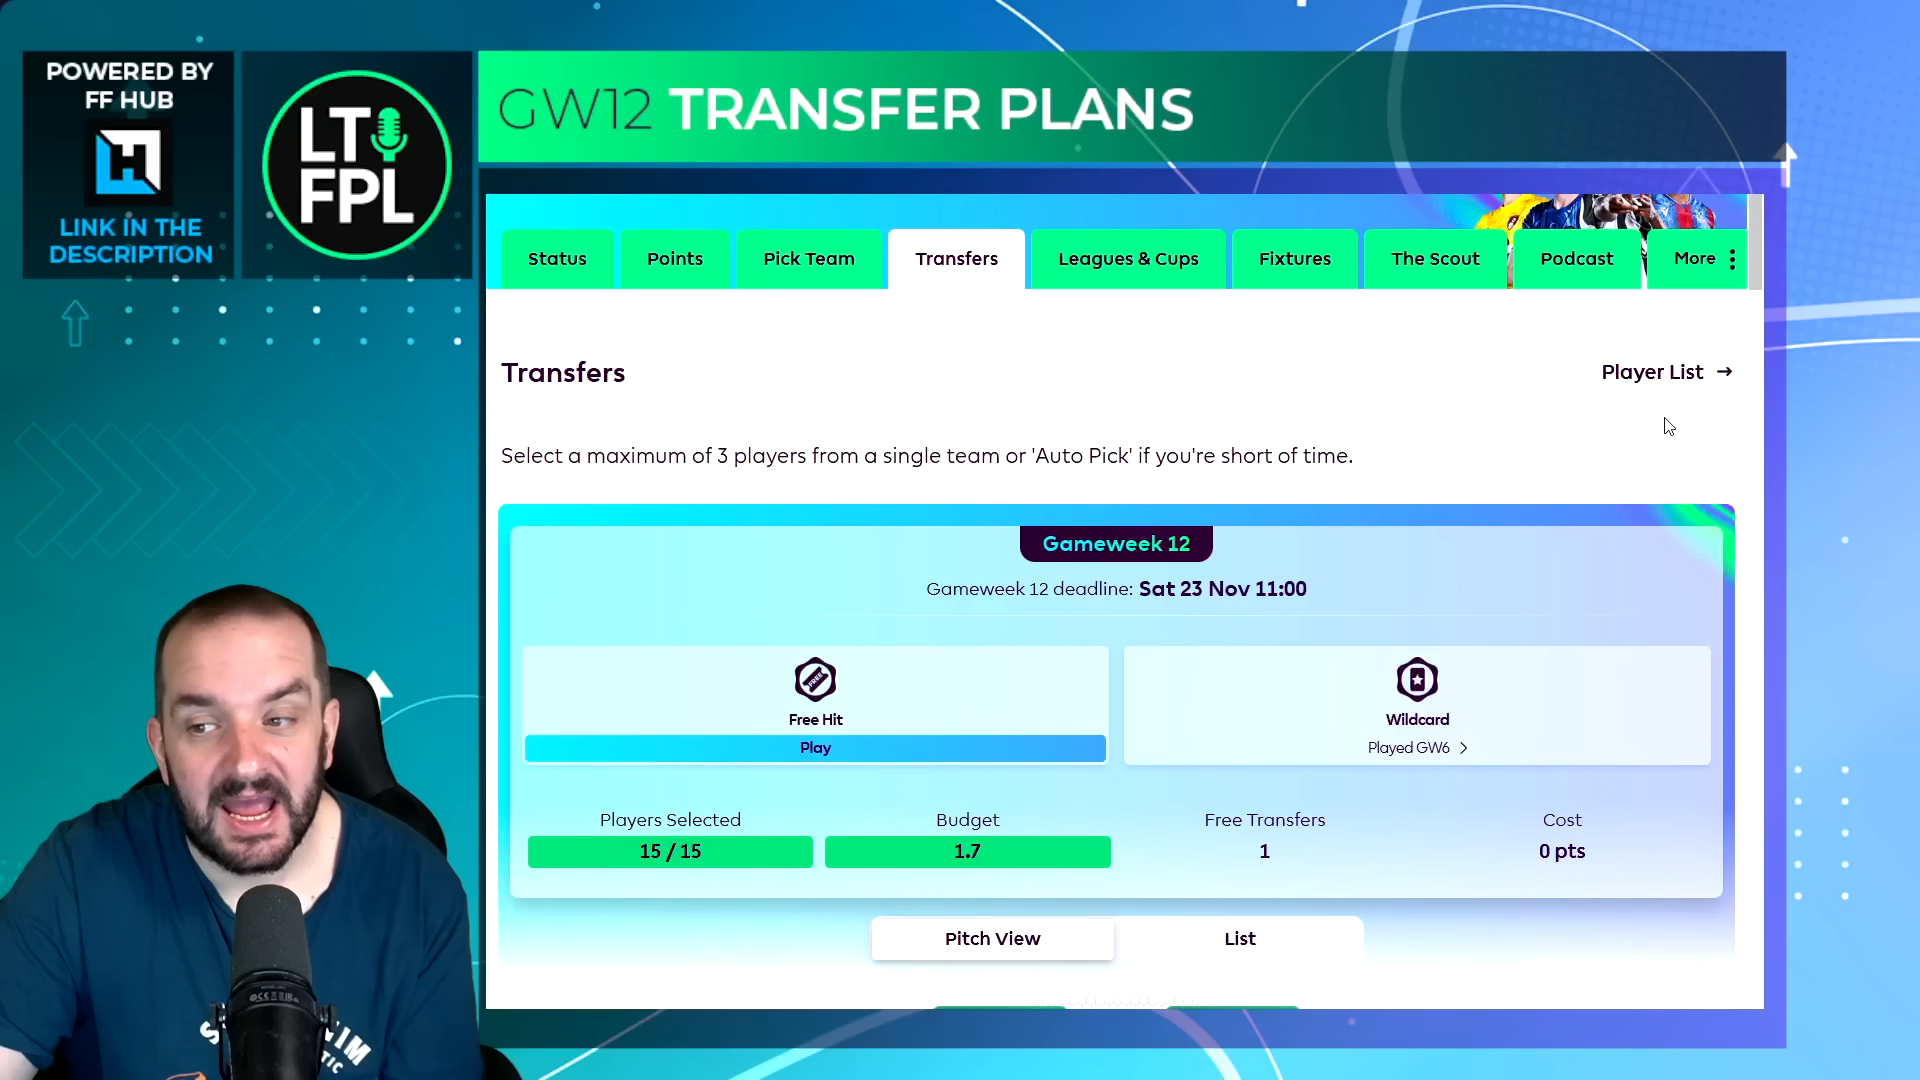 POWERED BY
FF HUB
LINK IN THE
DESCRIPTION
LT
FPL
GW12 TRANSFER PLANS
Status
Points
Pick Team
Transfers
Leagues & Cups
Fixtures
The Scout
Podcast
More
Transfers
Player List →
Select a maximum of 3 players from a single team or 'Auto Pick' if you're short of time.
Gameweek 12
Gameweek 12 deadline: Sat 23 Nov 11:00
FREE
Free Hit
Play
Wildcard
Played GW6
Players Selected
15 / 15
Budget
1.7
Free Transfers
1
Cost
0 pts
Pitch View
List